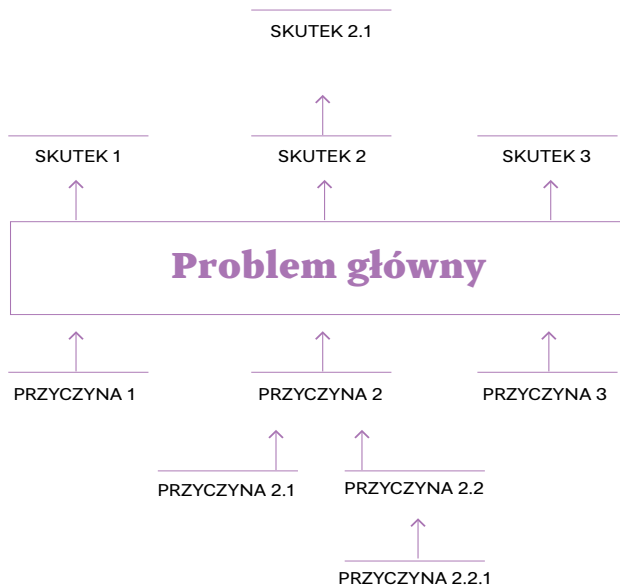 SKUTEK 2.1
SKUTEK 1
SKUTEK 2
SKUTEK 3
Problem główny
PRZYCZYNA 1
PRZYCZYNA 2
PRZYCZYNA 3
PRZYCZYNA 2.1
PRZYCZYNA 2.2
PRZYCZYNA 2.2.1